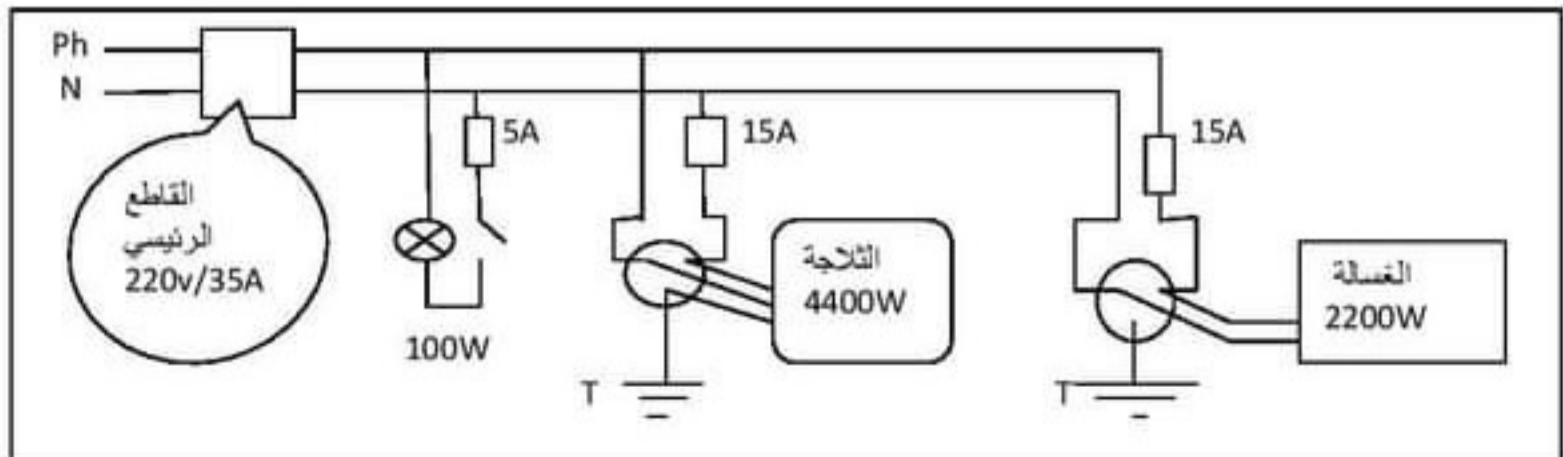 Ph
N
5A
15A
15A
القاطع
الرئيسي
220v/35A
الثلاجة
4400W
الغسالة
2200W
100W
T
T